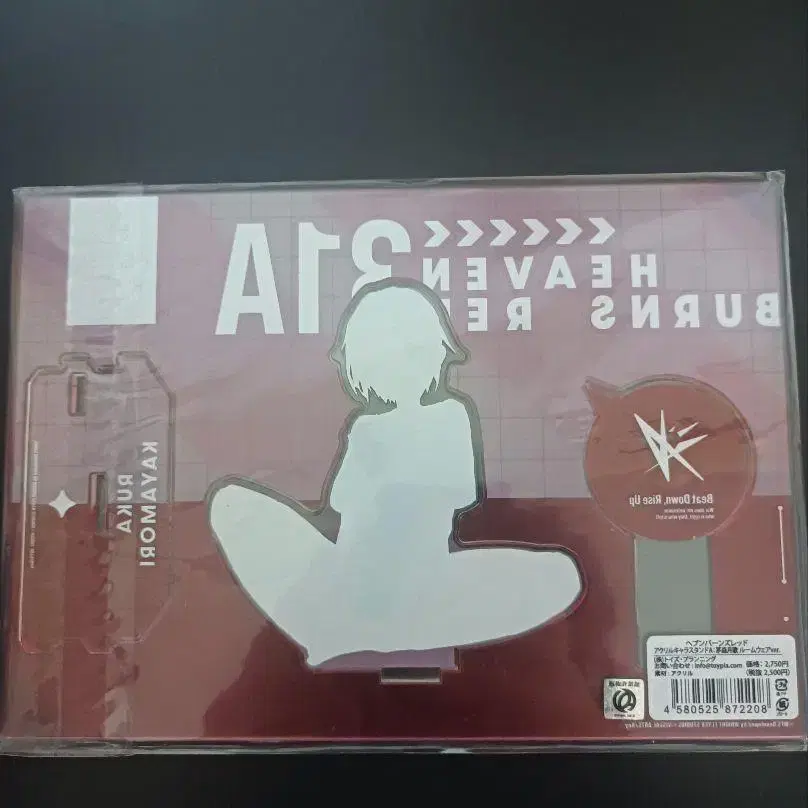 31A
HEAVEN
BURNS RE
KAYAMORI
RUKA
Beat Down, Rise Up
ヘブンバーンズレッド
アクリルキャラスタンドA:茅森月歌 ルームウェアver.
(株)トイズ・プランニング
お問い合わせ：info@toypla.com 価格：2,750円
素材：アクリル (税抜 2,500円)
4 580525 872208